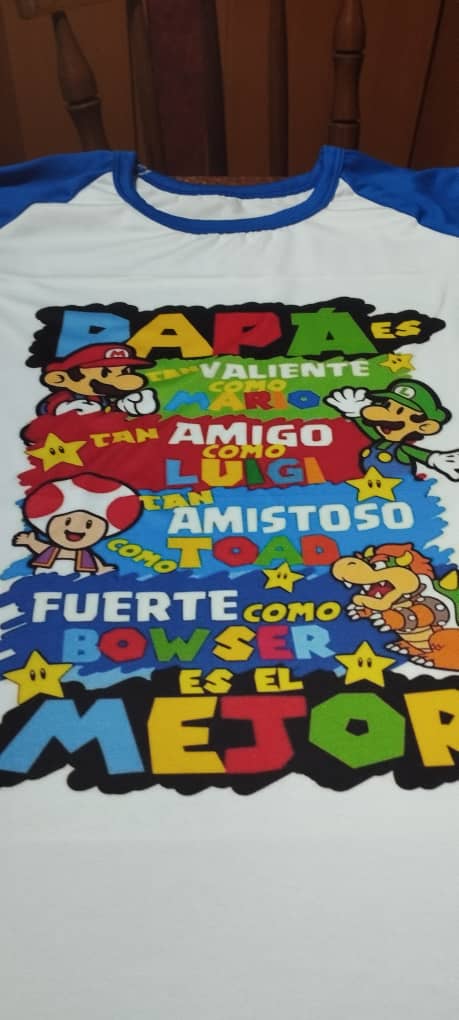 PAPÁ ES
TAN VALIENTE
COMO
MARIO
TAN AMIGO
COMO
LUIGI
TAN
AMISTOSO
COMO TOAD
FUERTE COMO
BOWSER
ES EL
MEJOR